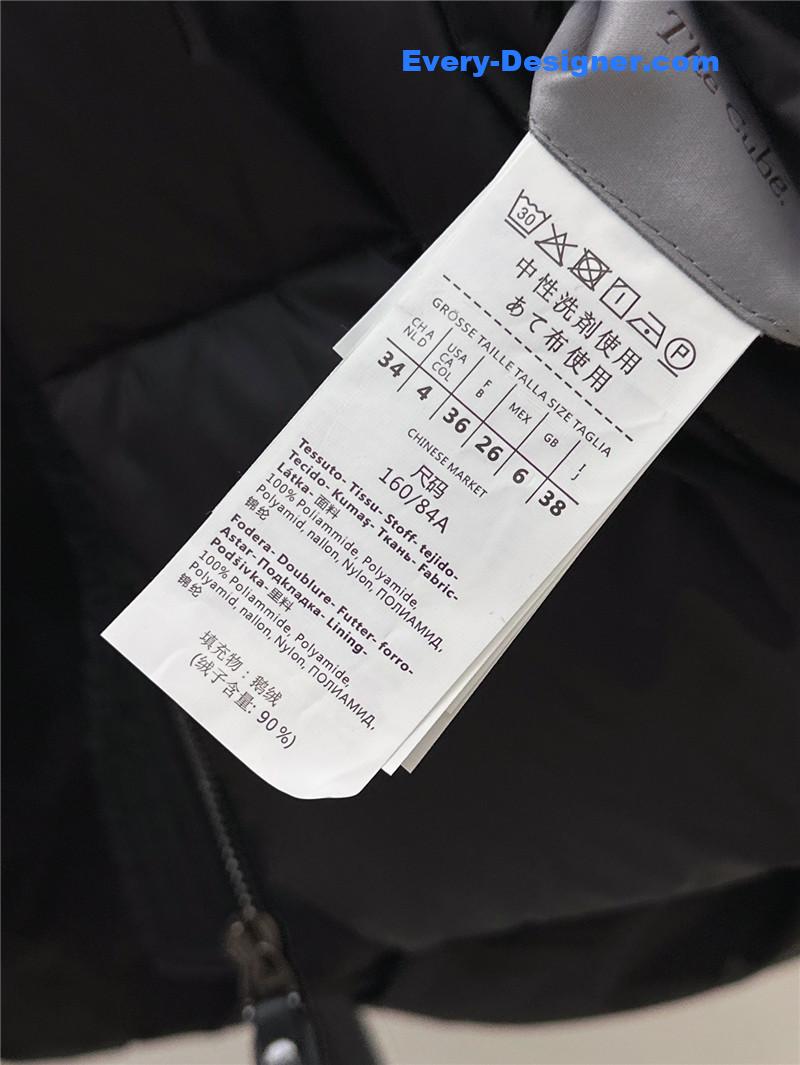 Every-Designer.com
The Cube.
30
P
中性洗剤使用
あて布使用
GRÖSSE TAILLE TALLA SIZE TAGLIA
CH A NLD USA CA COL F B MEX GB I J
34 4 36 26 6 38
CHINESE MARKET
尺码
160/84A
Tessuto- Tissu- Stoff- tejido-
Tecido- Kumaş- Ткань- Fabric-
Látka- 面料
100% Poliammide, Polyamide,
Polyamid, nallon, Nylon, ПОЛИАМИД,
锦纶
Fodera- Doublure- Futter- forro-
Astar- Подкладка- Lining-
Podšívka- 里料
100% Poliammide, Polyamide,
Polyamid, nallon, Nylon, ПОЛИАМИД,
锦纶
填充物：鹅绒
(绒子含量: 90%)